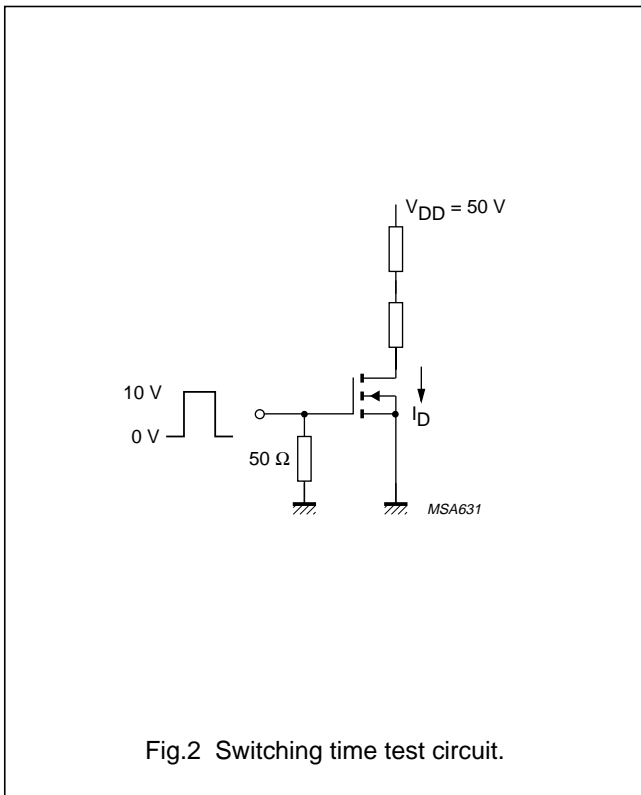 V_DD = 50 V
10 V
0 V
I_D
50 Ω
MSA631
Fig.2 Switching time test circuit.